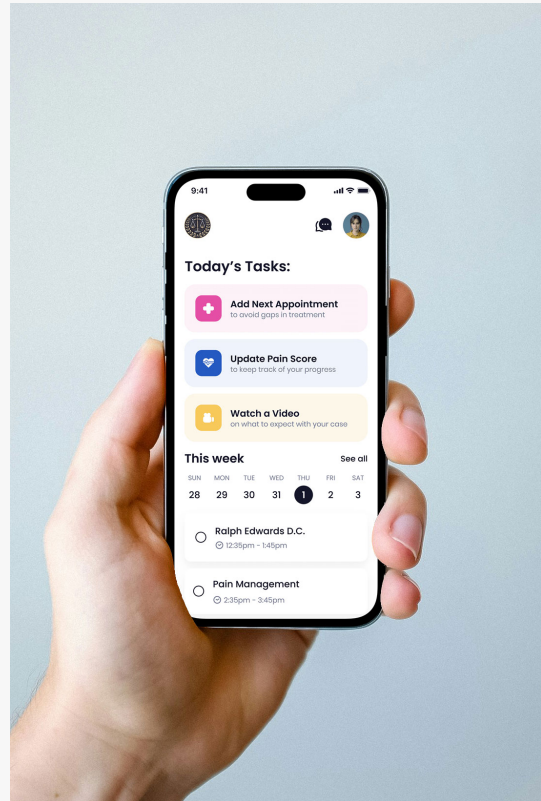 9:41
Today's Tasks:
Add Next Appointment
to avoid gaps in treatment
Update Pain Score
to keep track of your progress
Watch a Video
on what to expect with your case
This week See all
SUN MON TUE WED THU FRI SAT
28 29 30 31 1 2 3
Ralph Edwards D.C.
12:35pm - 1:45pm
Pain Management
2:35pm - 3:45pm